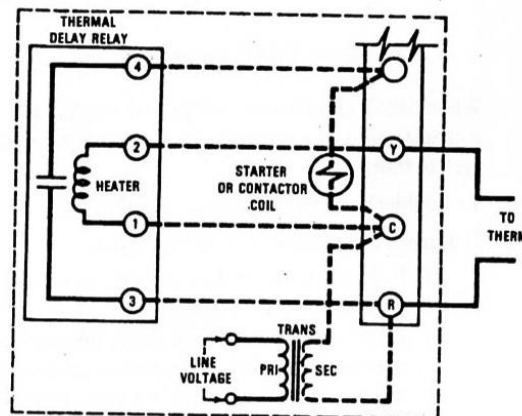 THERMAL
DELAY RELAY
4
2
Y
HEATER
STARTER
OR CONTACTOR
COIL
TO
THERM
1
C
3
R
TRANS
LINE
VOLTAGE
PRI
SEC